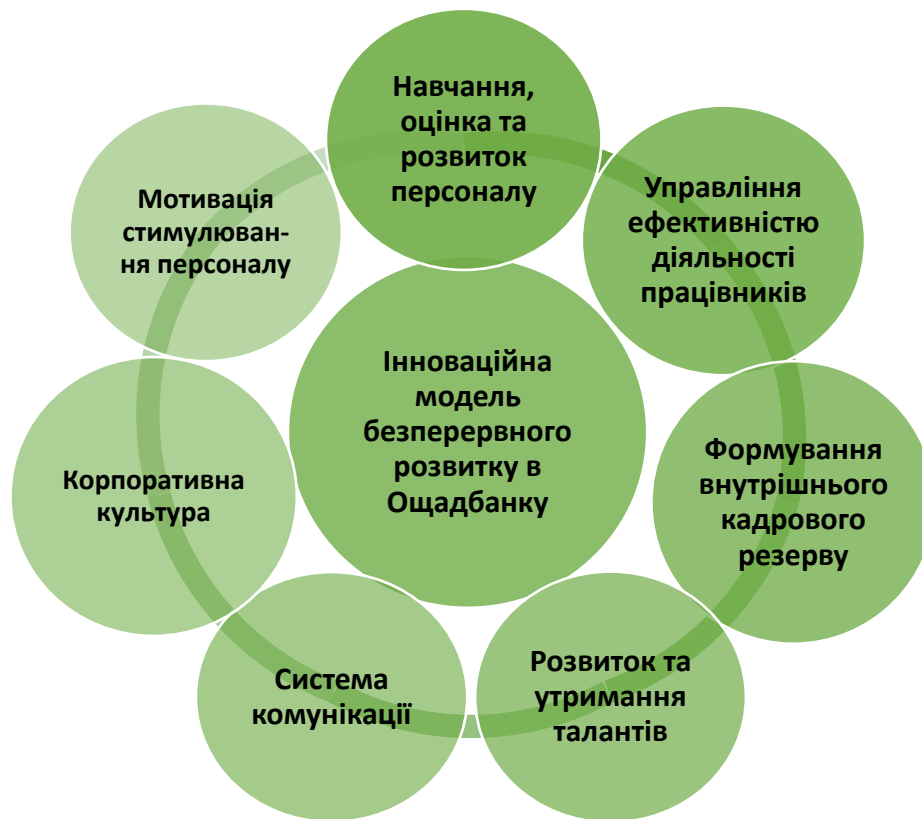 Навчання,
оцінка та
розвиток
персоналу
Управління
ефективністю
діяльності
працівників
Формування
внутрішнього
кадрового
резерву
Розвиток та
утримання
талантів
Система
комунікації
Корпоративна
культура
Мотивація
стимулюван-
ня персоналу
Інноваційна
модель
безперервного
розвитку в
Ощадбанку